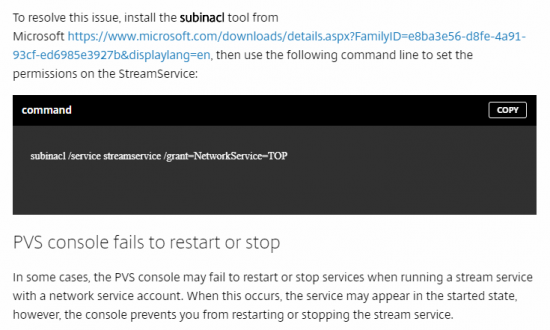 To resolve this issue, install the subinacl tool from
Microsoft https://www.microsoft.com/downloads/details.aspx?FamilyID=e8ba3e56-d8fe-4a91-
93cf-ed6985e3927b&displaylang=en, then use the following command line to set the
permissions on the StreamService:
command
COPY
subinacl /service streamservice /grant=NetworkService=TOP
PVS console fails to restart or stop
In some cases, the PVS console may fail to restart or stop services when running a stream service
with a network service account. When this occurs, the service may appear in the started state,
however, the console prevents you from restarting or stopping the stream service.